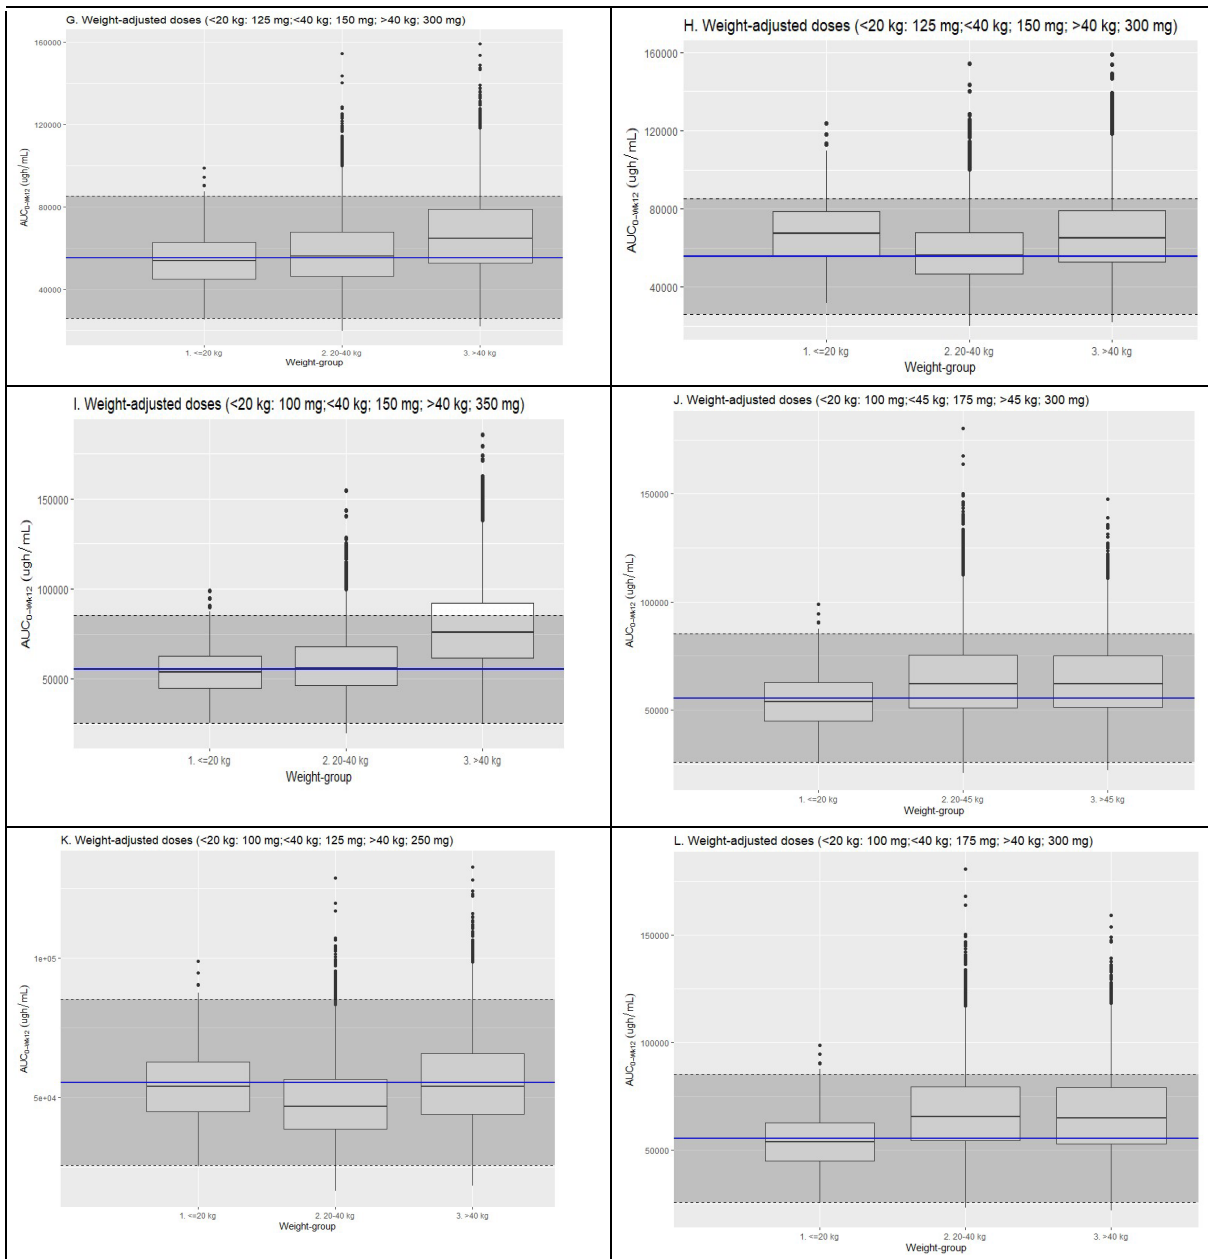 G. Weight-adjusted doses (<20 kg: 125 mg;<40 kg; 150 mg; >40 kg; 300 mg)
160000
120000
80000
40000
AUC0-Wk12 (ugh/mL)
1. <=20 kg
2. 20-40 kg
3. >40 kg
Weight-group
H. Weight-adjusted doses (<20 kg: 125 mg;<40 kg; 150 mg; >40 kg; 300 mg)
160000
120000
80000
40000
AUC0-Wk12 (ugh/mL)
1. <=20 kg
2. 20-40 kg
3. >40 kg
Weight-group
I. Weight-adjusted doses (<20 kg: 100 mg;<40 kg; 150 mg; >40 kg; 350 mg)
150000
100000
50000
AUC0-Wk12 (ugh/mL)
1. <=20 kg
2. 20-40 kg
3. >40 kg
Weight-group
J. Weight-adjusted doses (<20 kg: 100 mg;<45 kg; 175 mg; >45 kg; 300 mg)
150000
100000
50000
AUC0-Wk12 (ugh/mL)
1. <=20 kg
2. 20-45 kg
3. >45 kg
Weight-group
K. Weight-adjusted doses (<20 kg: 100 mg;<40 kg; 125 mg; >40 kg; 250 mg)
1e+05
5e+04
AUC0-Wk12 (ugh/mL)
1. <=20 kg
2. 20-40 kg
3. >40 kg
Weight-group
L. Weight-adjusted doses (<20 kg: 100 mg;<40 kg; 175 mg; >40 kg; 300 mg)
150000
100000
50000
AUC0-Wk12 (ugh/mL)
1. <=20 kg
2. 20-40 kg
3. >40 kg
Weight-group